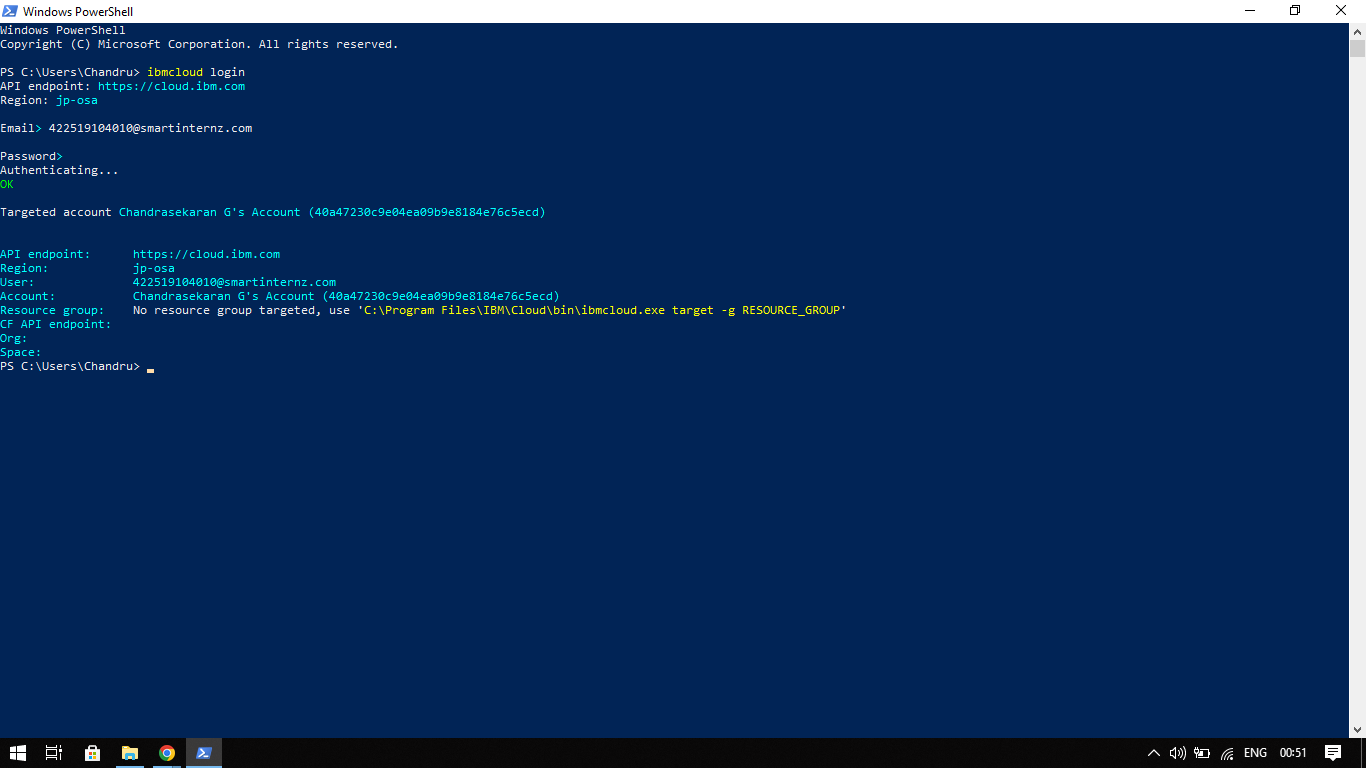 Windows PowerShell
Windows PowerShell
Copyright (C) Microsoft Corporation. All rights reserved.
PS C:\Users\Chandru> ibmcloud login
API endpoint: https://cloud.ibm.com
Region: jp-osa
Email> 422519104010@smartinternz.com
Password>
Authenticating...
OK
Targeted account Chandrasekaran G's Account (40a47230c9e04ea09b9e8184e76c5ecd)
API endpoint: https://cloud.ibm.com
Region: jp-osa
User: 422519104010@smartinternz.com
Account: Chandrasekaran G's Account (40a47230c9e04ea09b9e8184e76c5ecd)
Resource group: No resource group targeted, use 'C:\Program Files\IBM\Cloud\bin\ibmcloud.exe target -g RESOURCE_GROUP'
CF API endpoint:
Org:
Space:
PS C:\Users\Chandru>
ENG 00:51